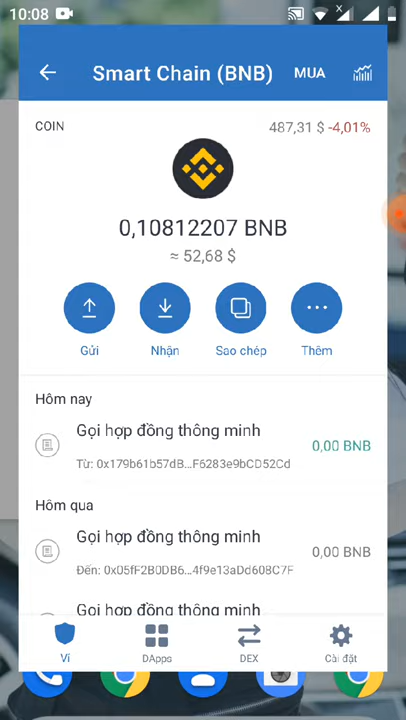 10:08
Smart Chain (BNB) MUA
COIN 487,31 $ -4,01%
0,10812207 BNB
≈ 52,68 $
Gửi Nhận Sao chép Thêm
Hôm nay
Gọi hợp đồng thông minh
0,00 BNB
Từ: 0x179b61b57dB...F6283e9bCD52Cd
Hôm qua
Gọi hợp đồng thông minh
0,00 BNB
Đến: 0x05fF2B0DB6...4f9e13aDd608C7F
Gọi hợp đồng thông minh
Ví DApps DEX Cài đặt